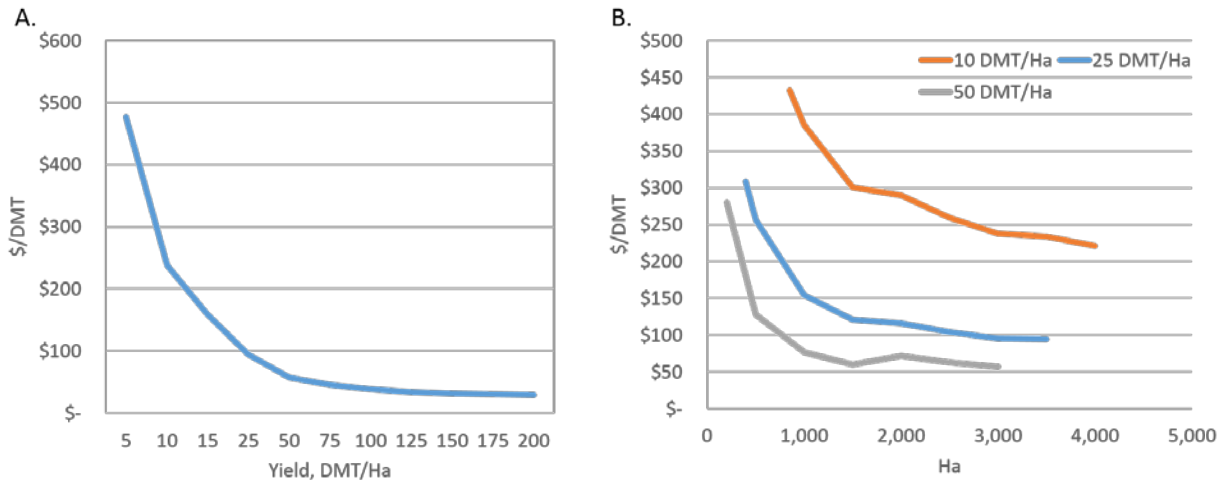 A.
$600
$500
$400
$300
$200
$100
$-
$/DMT
5 10 15 25 50 75 100 125 150 175 200
Yield, DMT/Ha
B.
$500
$450
$400
$350
$300
$250
$200
$150
$100
$50
$-
$/DMT
10 DMT/Ha 25 DMT/Ha
50 DMT/Ha
0 1,000 2,000 3,000 4,000 5,000
Ha